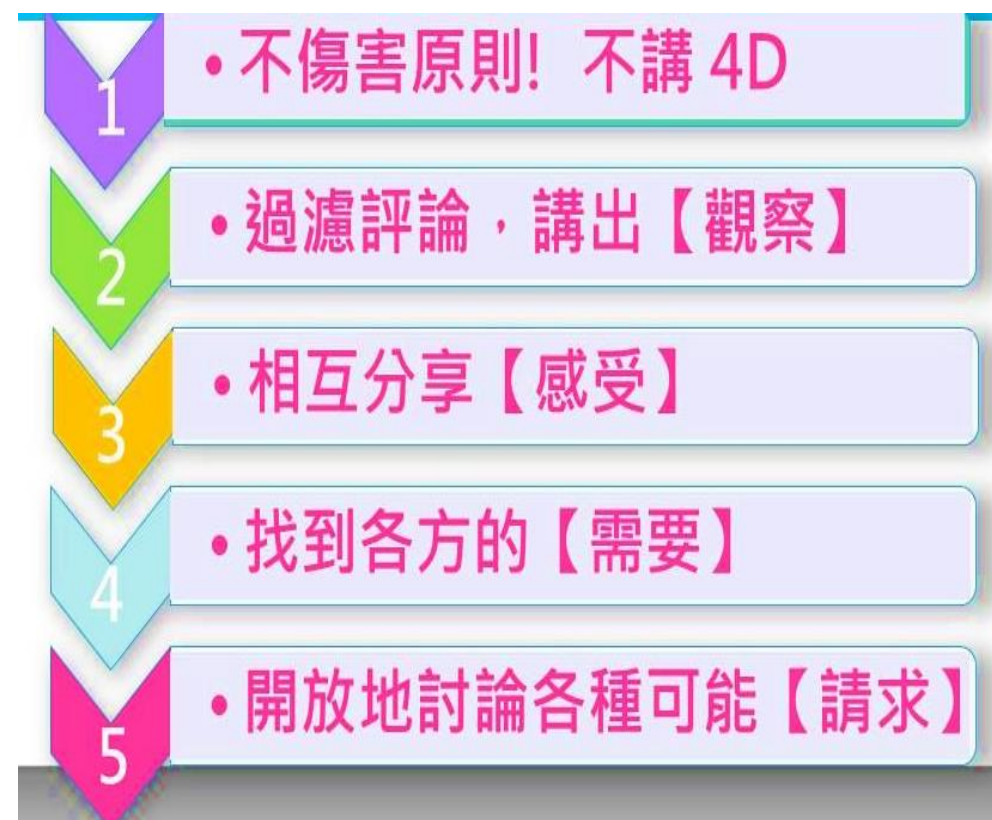 1
• 不傷害原則! 不講 4D
2
• 過濾評論，講出【觀察】
3
• 相互分享【感受】
4
• 找到各方的【需要】
5
• 開放地討論各種可能【請求】